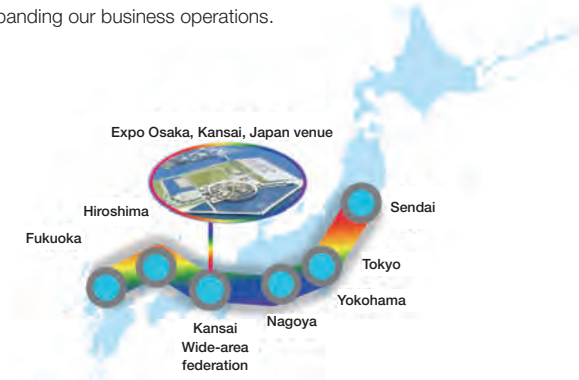 panding our business operations.
Expo Osaka, Kansai, Japan venue
Hiroshima
Fukuoka
Sendai
Tokyo
Yokohama
Nagoya
Kansai
Wide-area
federation